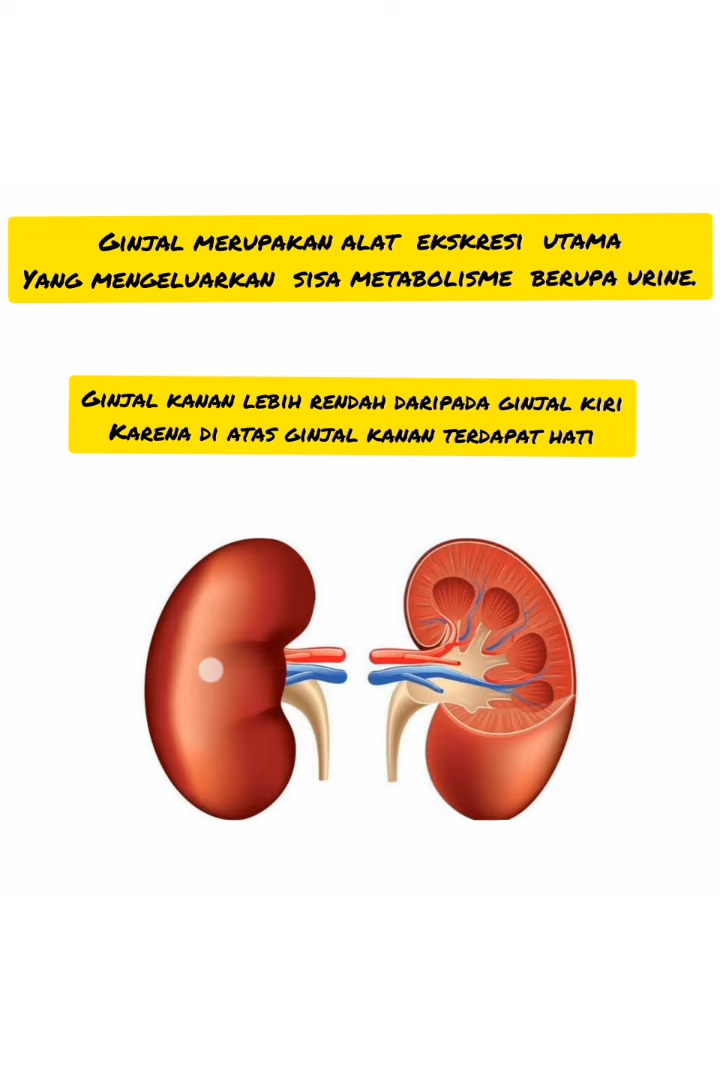 Ginjal merupakan alat ekskresi utama
Yang mengeluarkan sisa metabolisme berupa urine.
Ginjal kanan lebih rendah daripada ginjal kiri
Karena di atas ginjal kanan terdapat hati